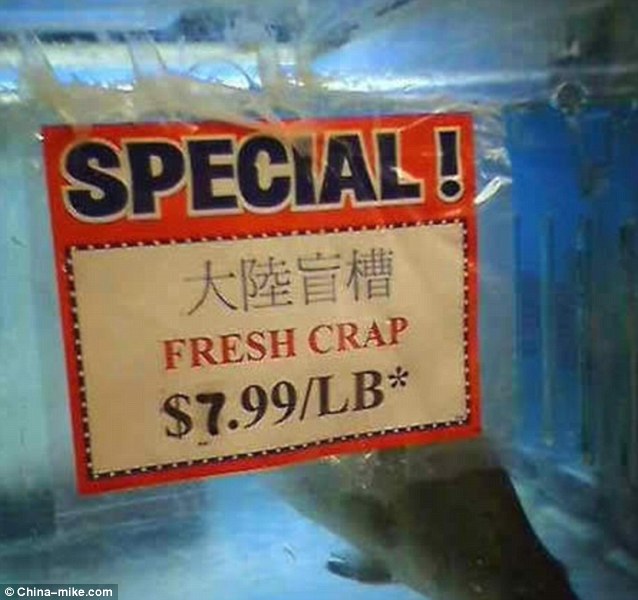 SPECIAL!
大陸盲槽
FRESH CRAP
$7.99/LB*
© China-mike.com